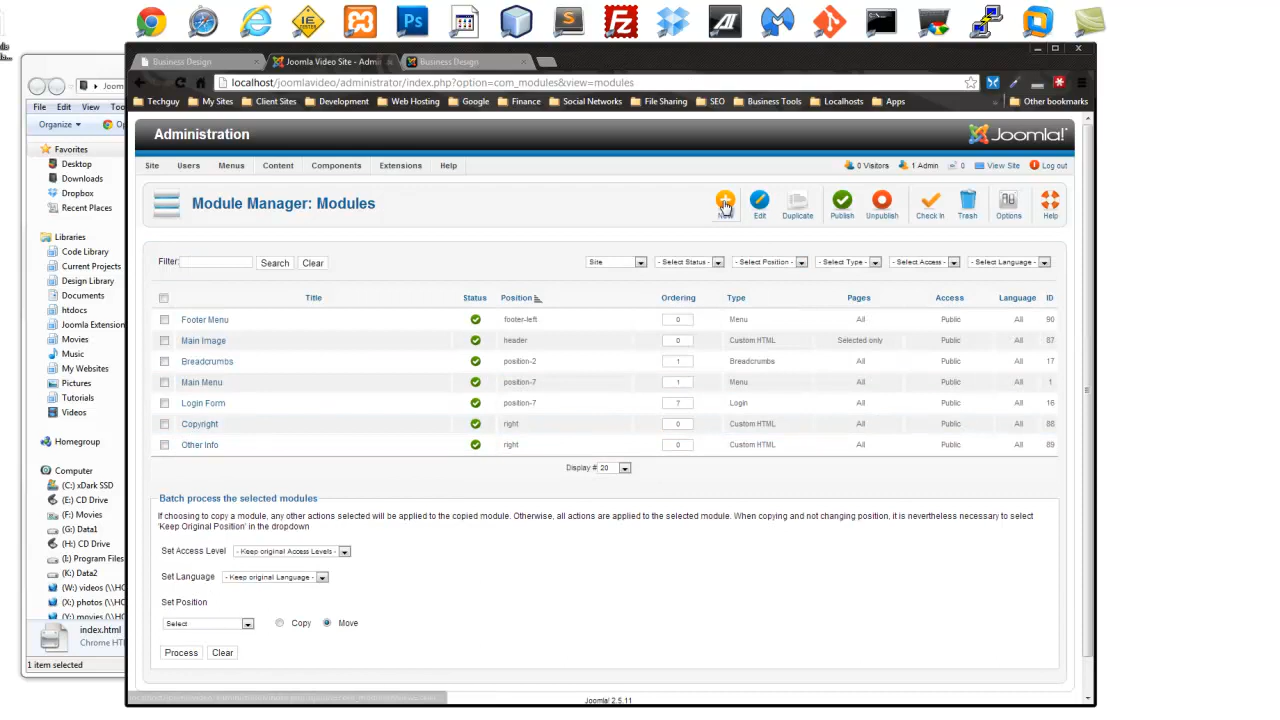 Business Design
Joomla Video Site - Admini
Business Design
localhost/joomlavideo/administrator/index.php?option=com_modules&view=modules
Techguy My Sites Client Sites Development Web Hosting Google Finance Social Networks File Sharing SEO Business Tools Localhosts Apps Other bookmarks
File Edit View
Organize
Favorites
Desktop
Downloads
Dropbox
Recent Places
Libraries
Code Library
Current Projects
Design Library
Documents
htdocs
Joomla Extension
Movies
Music
My Websites
Pictures
Tutorials
Videos
Homegroup
Computer
(C:) xDark SSD
(E:) CD Drive
(F:) Movies
(G:) Data1
(H:) CD Drive
(I:) Program Files
(K:) Data2
(W:) videos (\\HO
(X:) photos (\\HO
(Y:) movies (\\HO
index.html
Chrome HT
1 item selected
Administration
Joomla!
Site Users Menus Content Components Extensions Help
0 Visitors 1 Admin 0 View Site Log out
Module Manager: Modules
New Edit Duplicate Publish Unpublish Check In Trash Options Help
Filter: Search Clear
Site - Select Status - - Select Position - - Select Type - - Select Access - - Select Language -
Title Status Position Ordering Type Pages Access Language ID
Footer Menu footer-left 0 Menu All Public All 90
Main Image header 0 Custom HTML Selected only Public All 87
Breadcrumbs position-2 1 Breadcrumbs All Public All 17
Main Menu position-7 1 Menu All Public All 1
Login Form position-7 7 Login All Public All 16
Copyright right 0 Custom HTML All Public All 88
Other Info right 0 Custom HTML All Public All 89
Display # 20
Batch process the selected modules
If choosing to copy a module, any other actions selected will be applied to the copied module. Otherwise, all actions are applied to the selected module. When copying and not changing position, it is nevertheless necessary to select
'Keep Original Position' in the dropdown
Set Access Level - Keep original Access Levels -
Set Language - Keep original Language -
Set Position
Select Copy Move
Process Clear
Joomla! 2.5.11